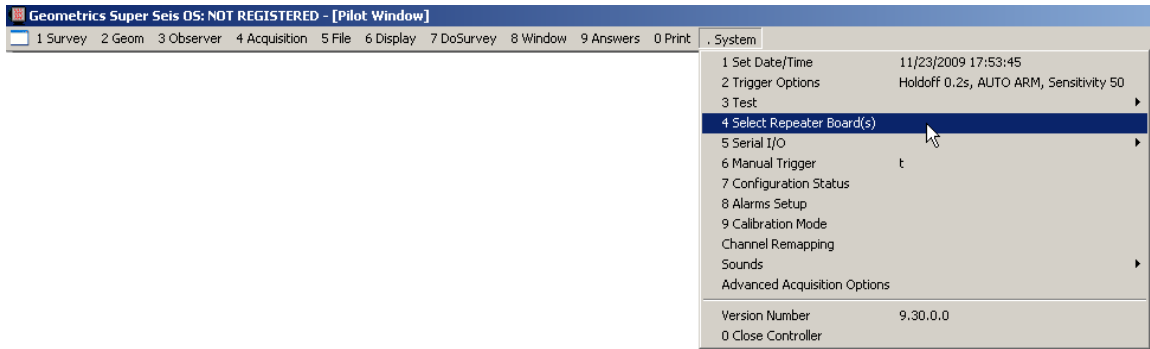 Geometrics Super Seis OS: NOT REGISTERED - [Pilot Window]
1 Survey 2 Geom 3 Observer 4 Acquisition 5 File 6 Display 7 DoSurvey 8 Window 9 Answers 0 Print . System
1 Set Date/Time 11/23/2009 17:53:45
2 Trigger Options Holdoff 0.2s, AUTO ARM, Sensitivity 50
3 Test
4 Select Repeater Board(s)
5 Serial I/O
6 Manual Trigger t
7 Configuration Status
8 Alarms Setup
9 Calibration Mode
Channel Remapping
Sounds
Advanced Acquisition Options
Version Number 9.30.0.0
0 Close Controller